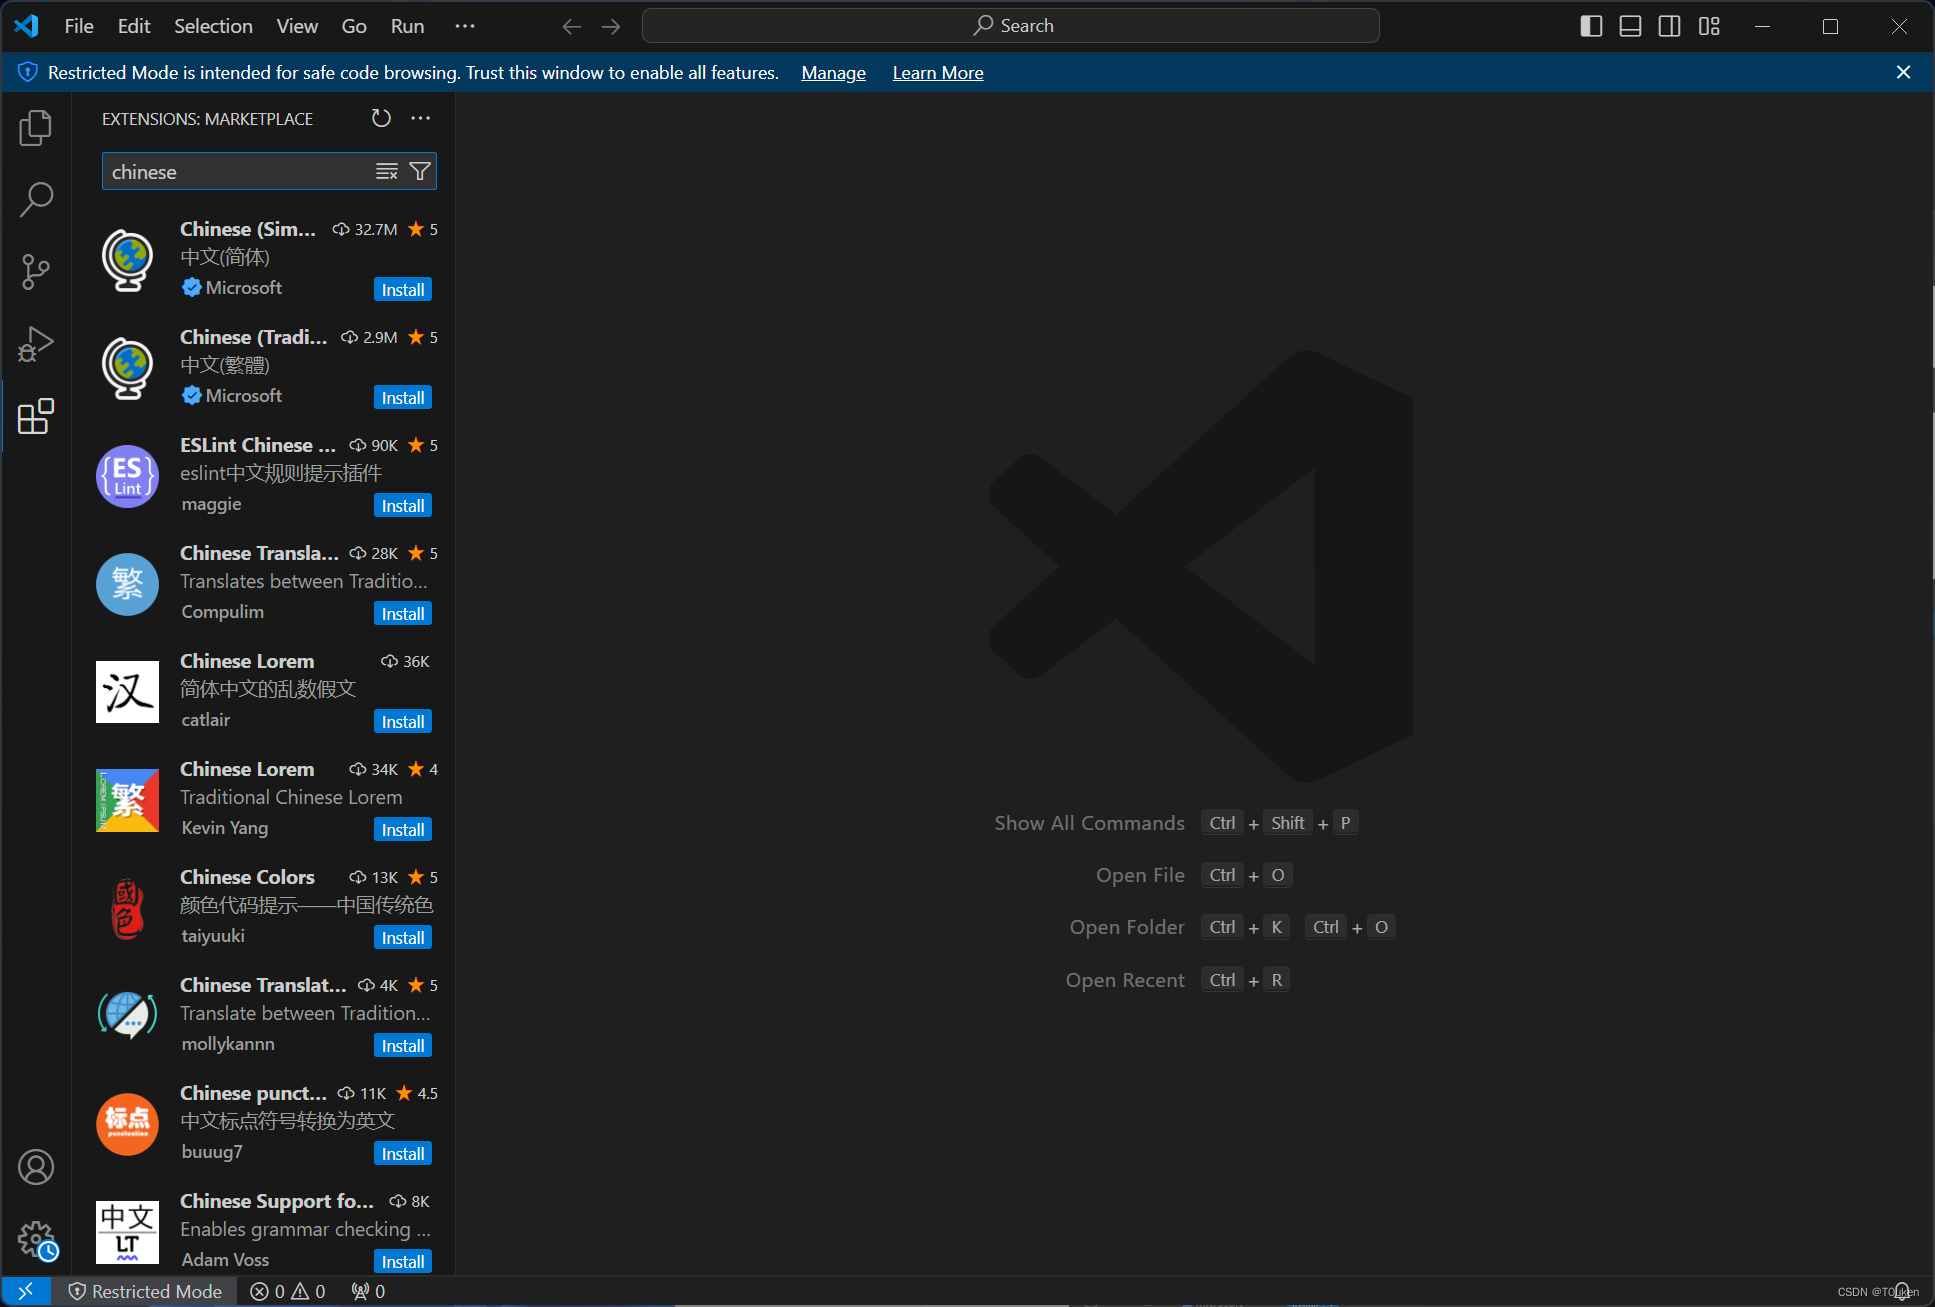 File Edit Selection View Go Run ··· Search
Restricted Mode is intended for safe code browsing. Trust this window to enable all features. Manage Learn More
EXTENSIONS: MARKETPLACE
chinese
Chinese (Sim... 32.7M ★ 5
中文(简体)
Microsoft Install
Chinese (Tradi... 2.9M ★ 5
中文(繁體)
Microsoft Install
{ES}
Lint
ESLint Chinese ... 90K ★ 5
eslint中文规则提示插件
maggie Install
繁
Chinese Transla... 28K ★ 5
Translates between Traditio...
Compulim Install
汉
Chinese Lorem 36K
简体中文的乱数假文
catlair Install
LOREM IPSUM
繁
Chinese Lorem 34K ★ 4
Traditional Chinese Lorem
Kevin Yang Install
國色
Chinese Colors 13K ★ 5
颜色代码提示——中国传统色
taiyuuki Install
Chinese Translat... 4K ★ 5
Translate between Tradition...
mollykannn Install
标点
punctuation
Chinese punct... 11K ★ 4.5
中文标点符号转换为英文
buuug7 Install
中文
LT
Chinese Support fo... 8K
Enables grammar checking ...
Adam Voss Install
Show All Commands Ctrl + Shift + P
Open File Ctrl + O
Open Folder Ctrl + K Ctrl + O
Open Recent Ctrl + R
Restricted Mode 0 0 0
CSDN @TOuken